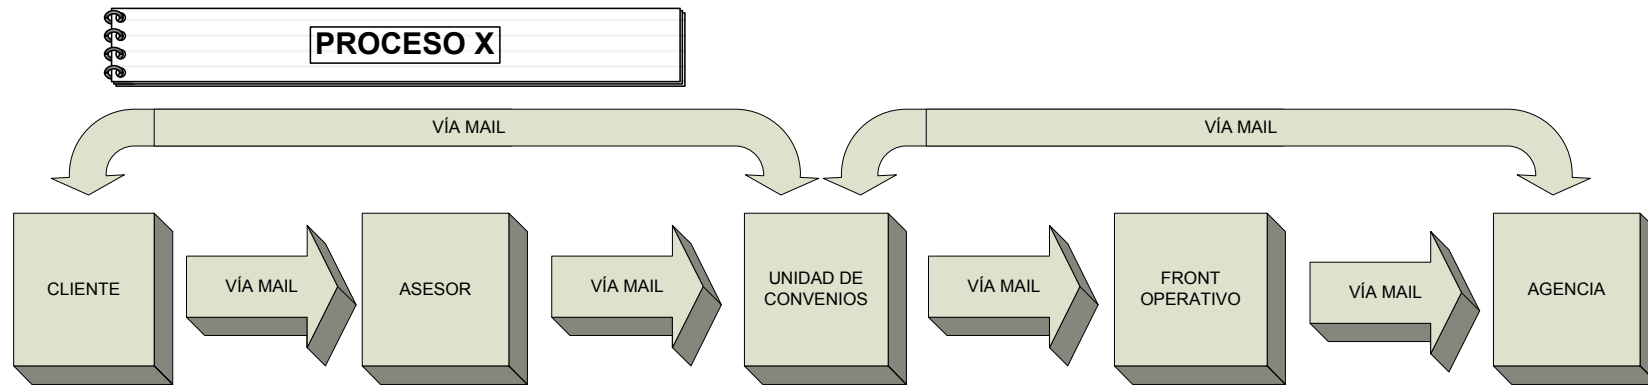 PROCESO X
VÍA MAIL
VÍA MAIL
CLIENTE
VÍA MAIL
ASESOR
VÍA MAIL
UNIDAD DE
CONVENIOS
VÍA MAIL
FRONT
OPERATIVO
VÍA MAIL
AGENCIA